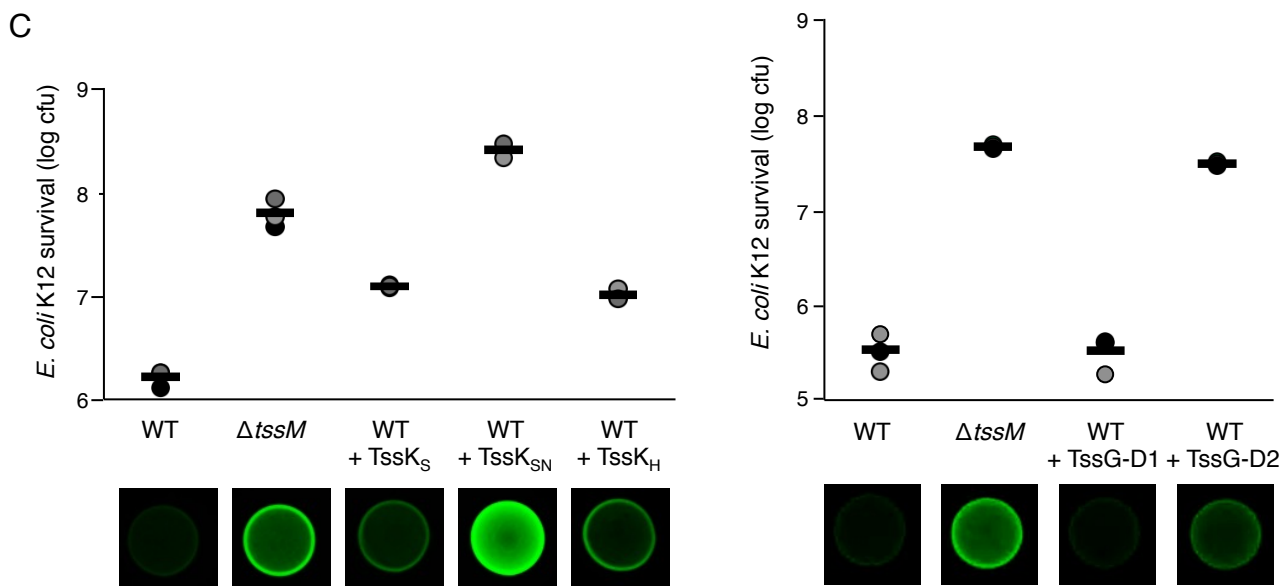 C
E. coli K12 survival (log cfu)
9
8
7
6
WT
ΔtssM
WT
+ TssKS
WT
+ TssKSN
WT
+ TssKH
E. coli K12 survival (log cfu)
9
8
7
6
5
WT
ΔtssM
WT
+ TssG-D1
WT
+ TssG-D2